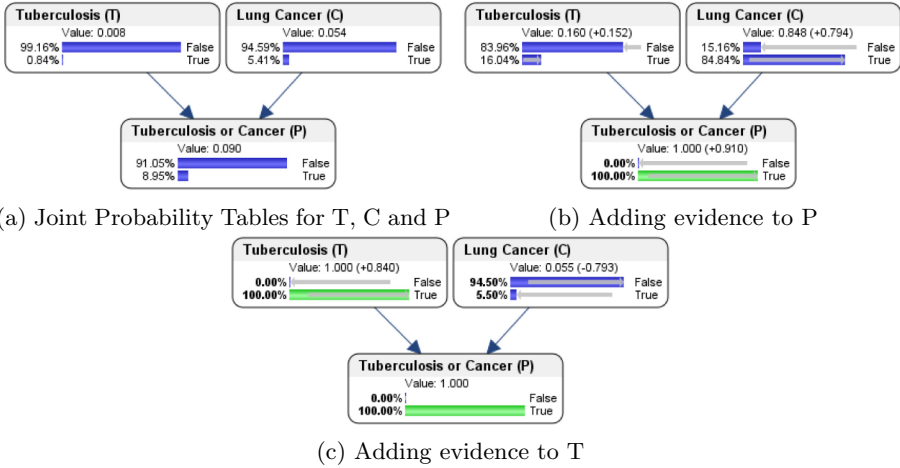 Tuberculosis (T)
Value: 0.008
99.16% False
0.84% True
Lung Cancer (C)
Value: 0.054
94.59% False
5.41% True
Tuberculosis or Cancer (P)
Value: 0.090
91.05% False
8.95% True
(a) Joint Probability Tables for T, C and P
Tuberculosis (T)
Value: 0.160 (+0.152)
83.96% False
16.04% True
Lung Cancer (C)
Value: 0.848 (+0.794)
15.16% False
84.84% True
Tuberculosis or Cancer (P)
Value: 1.000 (+0.910)
0.00% False
100.00% True
(b) Adding evidence to P
Tuberculosis (T)
Value: 1.000 (+0.840)
0.00% False
100.00% True
Lung Cancer (C)
Value: 0.055 (-0.793)
94.50% False
5.50% True
Tuberculosis or Cancer (P)
Value: 1.000
0.00% False
100.00% True
(c) Adding evidence to T